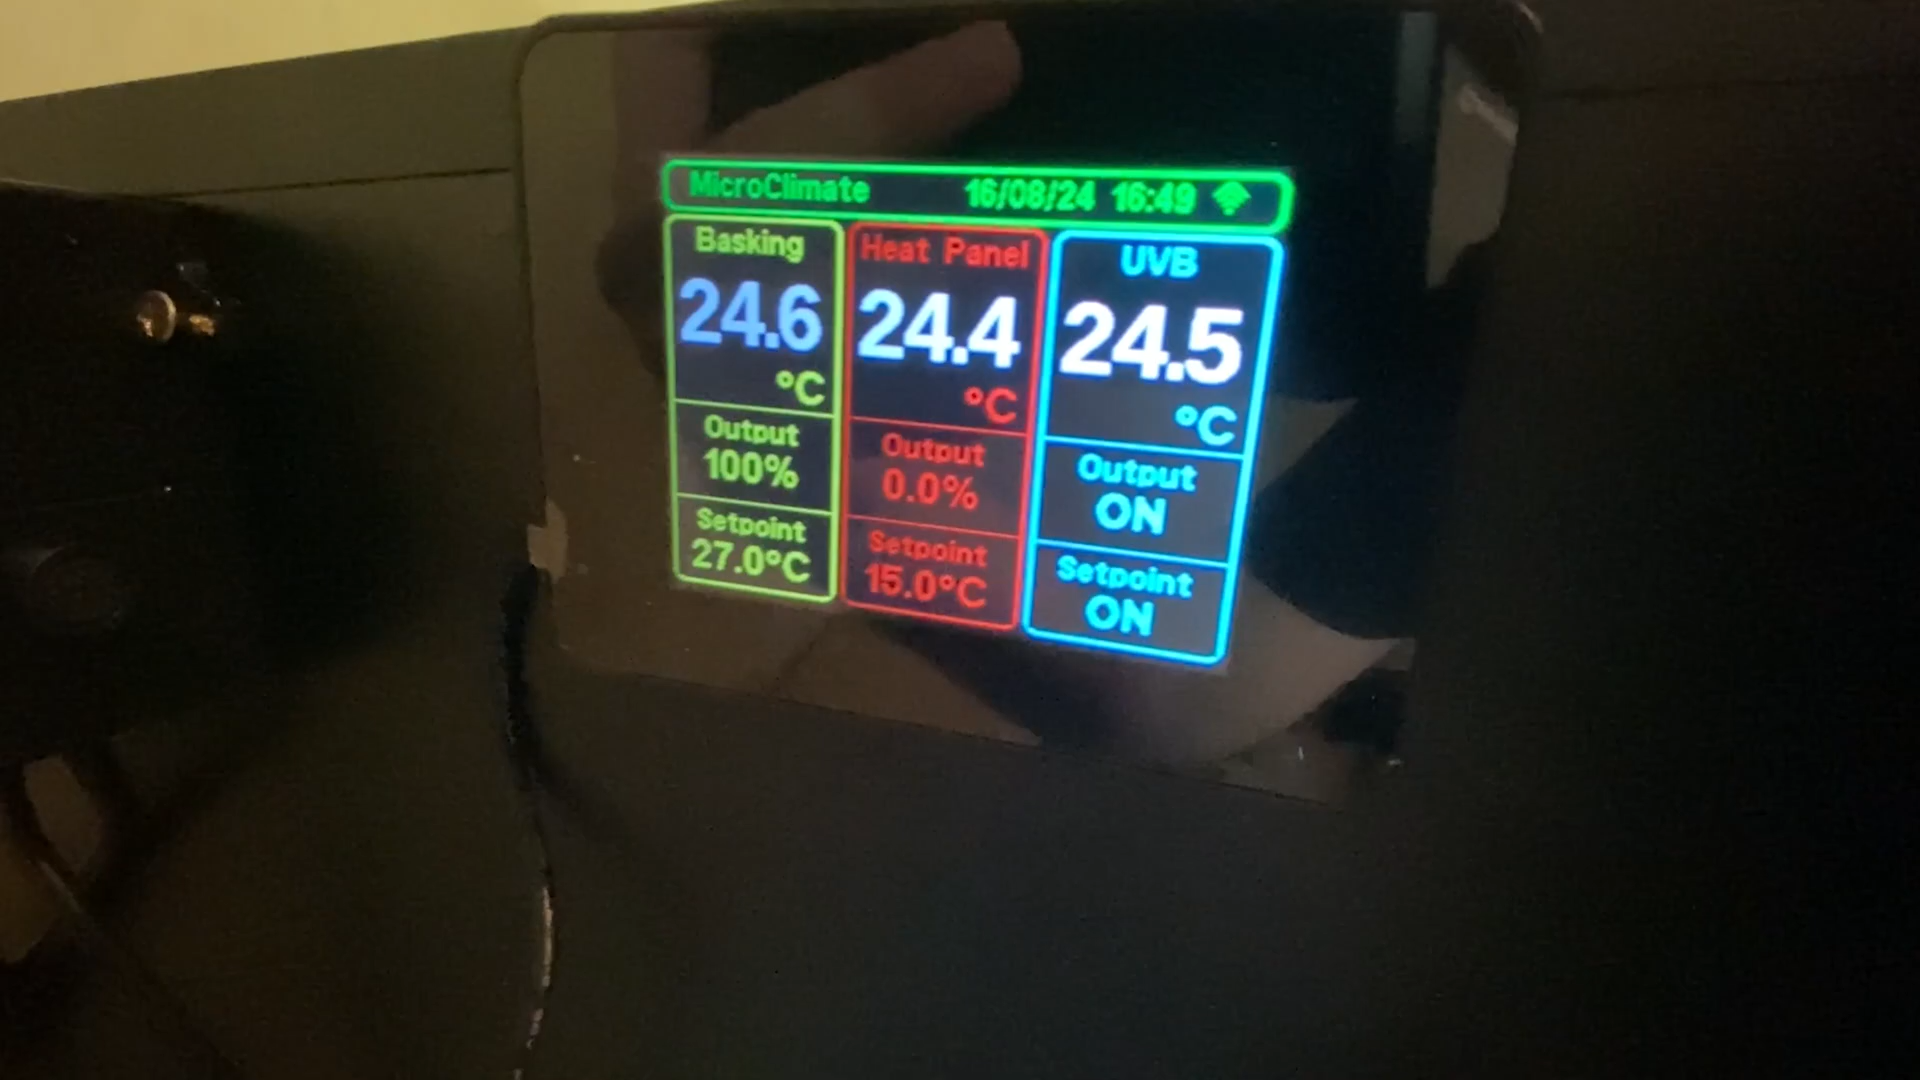 MicroClimate 16/08/24 16:49
Basking
24.6
°C
Output
100%
Setpoint
27.0°C
Heat Panel
24.4
°C
Output
0.0%
Setpoint
15.0°C
UVB
24.5
°C
Output
ON
Setpoint
ON